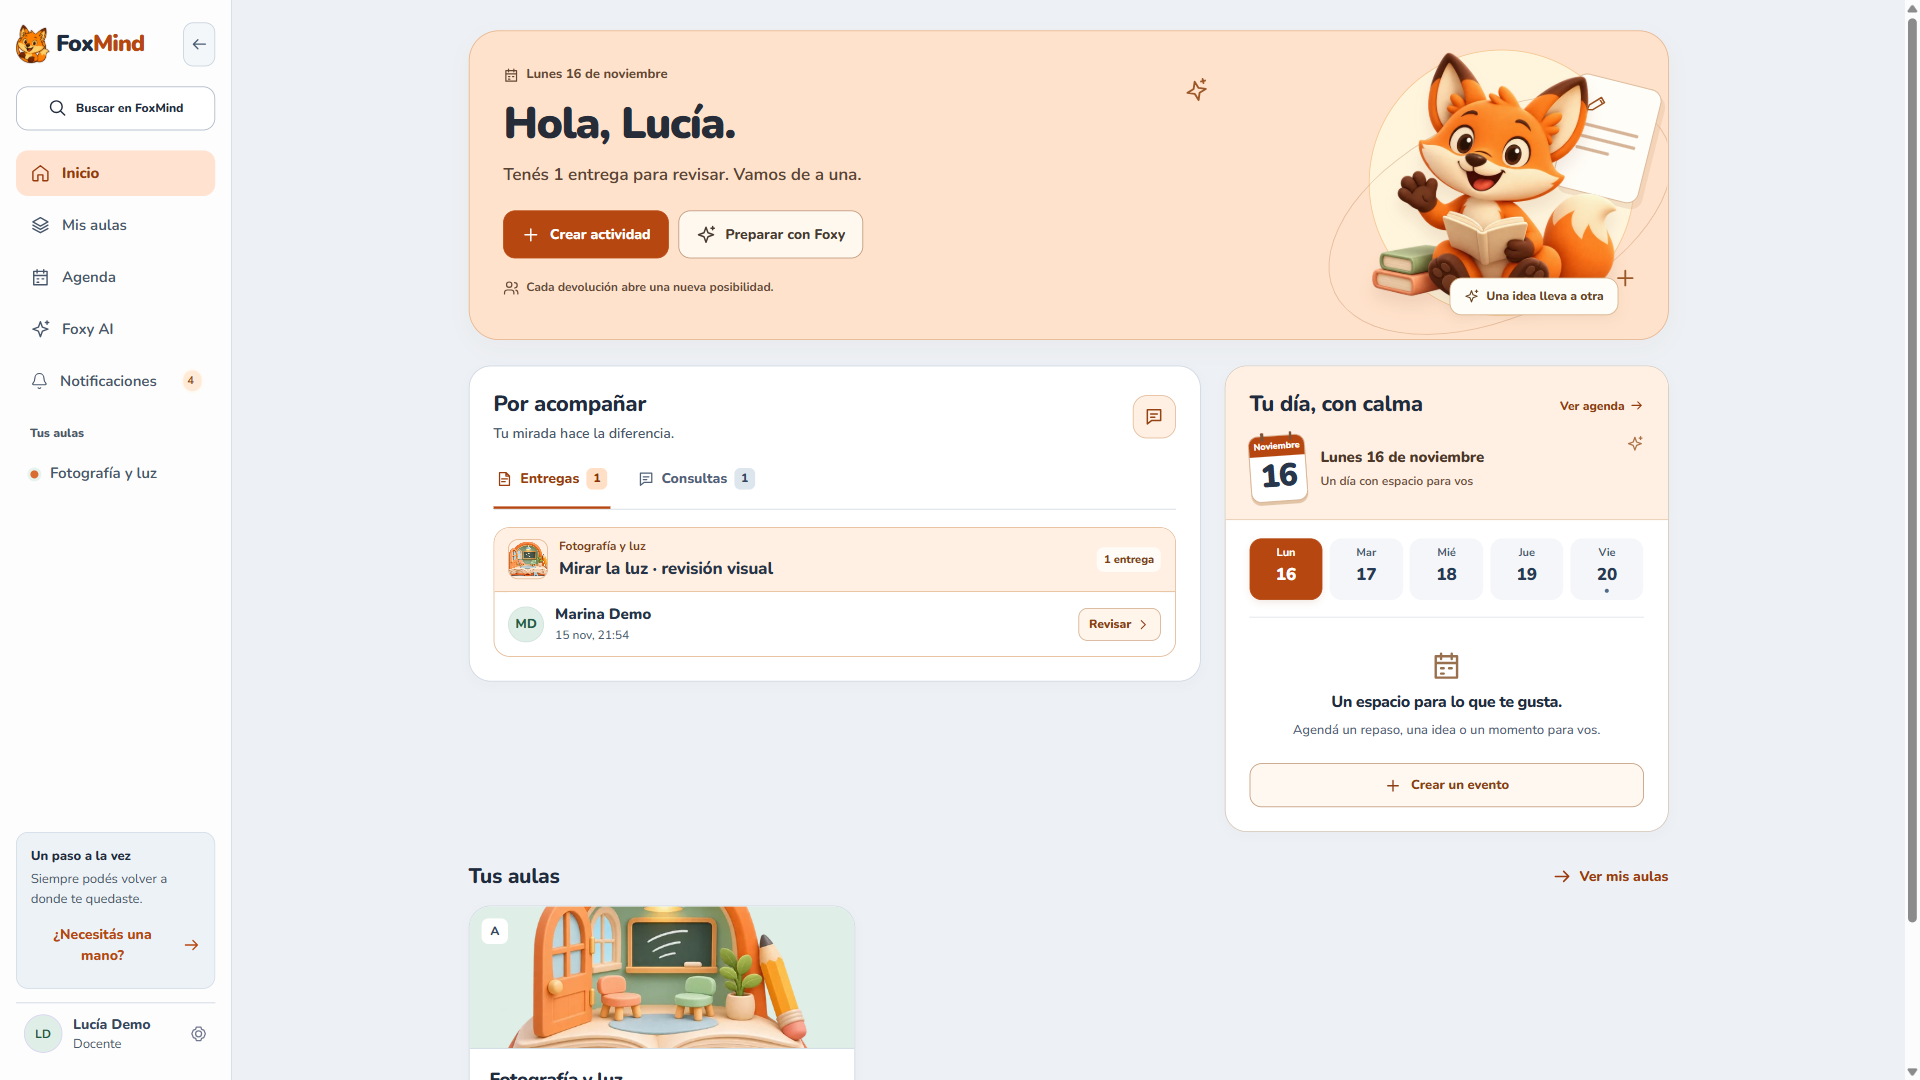 FoxMind
Buscar en FoxMind
Inicio
Mis aulas
Agenda
Foxy AI
Notificaciones 4
Tus aulas
Fotografía y luz
Un paso a la vez
Siempre podés volver a
donde te quedaste.
¿Necesitás una
mano?
LD
Lucía Demo
Docente
Lunes 16 de noviembre
Hola, Lucía.
Tenés 1 entrega para revisar. Vamos de a una.
Crear actividad
Preparar con Foxy
Cada devolución abre una nueva posibilidad.
Una idea lleva a otra
Por acompañar
Tu mirada hace la diferencia.
Entregas 1
Consultas 1
Fotografía y luz
Mirar la luz · revisión visual
1 entrega
MD
Marina Demo
15 nov, 21:54
Revisar
Tu día, con calma
Ver agenda
Noviembre
16
Lunes 16 de noviembre
Un día con espacio para vos
Lun
16
Mar
17
Mié
18
Jue
19
Vie
20
Un espacio para lo que te gusta.
Agendá un repaso, una idea o un momento para vos.
Crear un evento
Tus aulas
Ver mis aulas
A
Fotografía y luz